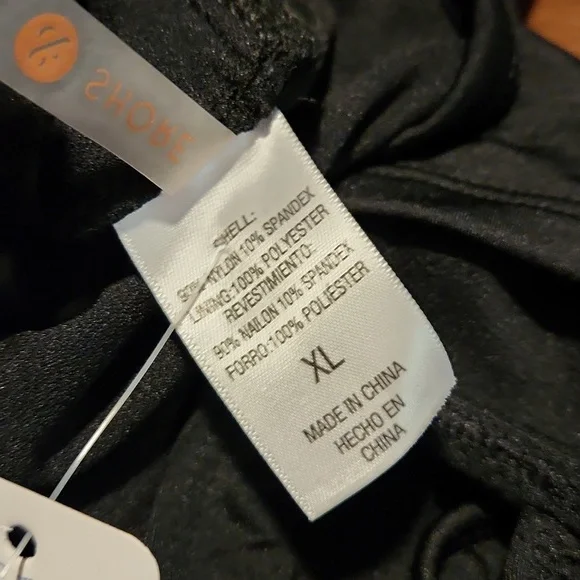 SHELL:
90% NYLON 10% SPANDEX
LINING:100% POLYESTER
REVESTIMIENTO:
90% NAILON 10% SPANDEX
FORRO:100% POLIESTER
XL
MADE IN CHINA
HECHO EN
CHINA